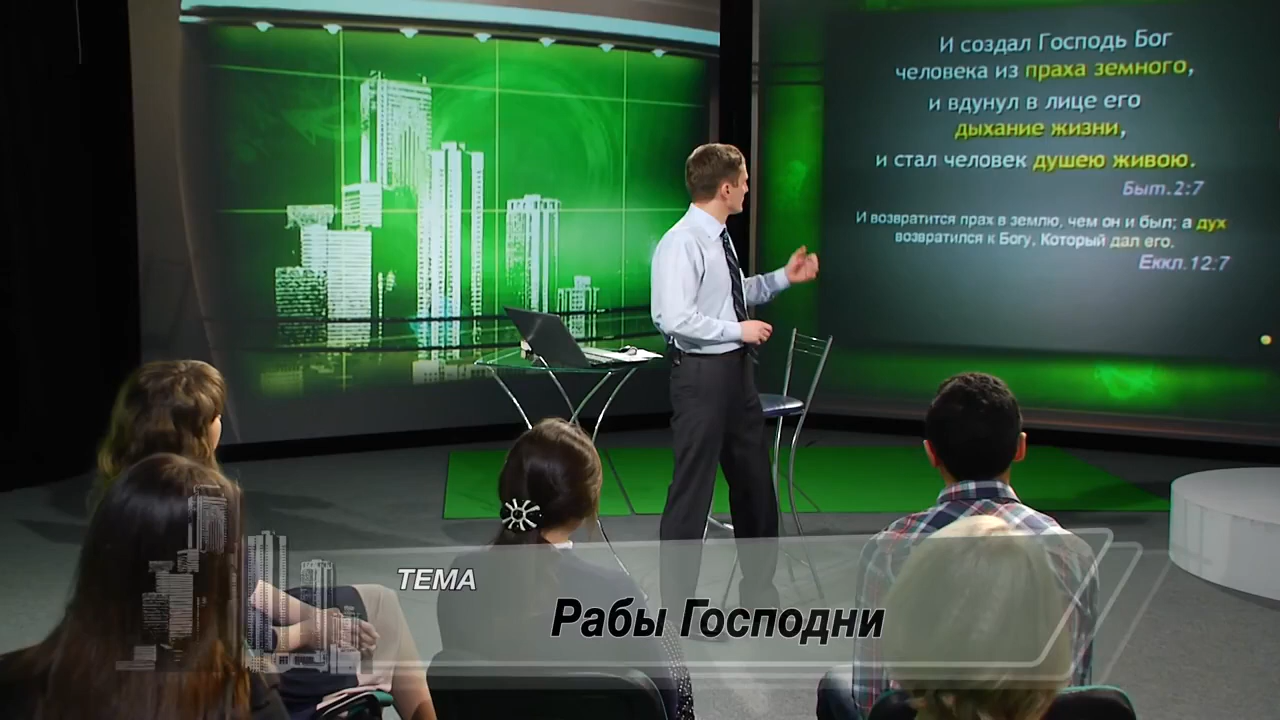 И создал Господь Бог
человека из праха земного,
и вдунул в лице его
дыхание жизни,
и стал человек душею живою.
Быт.2:7
И возвратится прах в землю, чем он и был; а дух
возвратился к Богу, Который дал его.
Еккл.12:7
ТЕМА
Рабы Господни